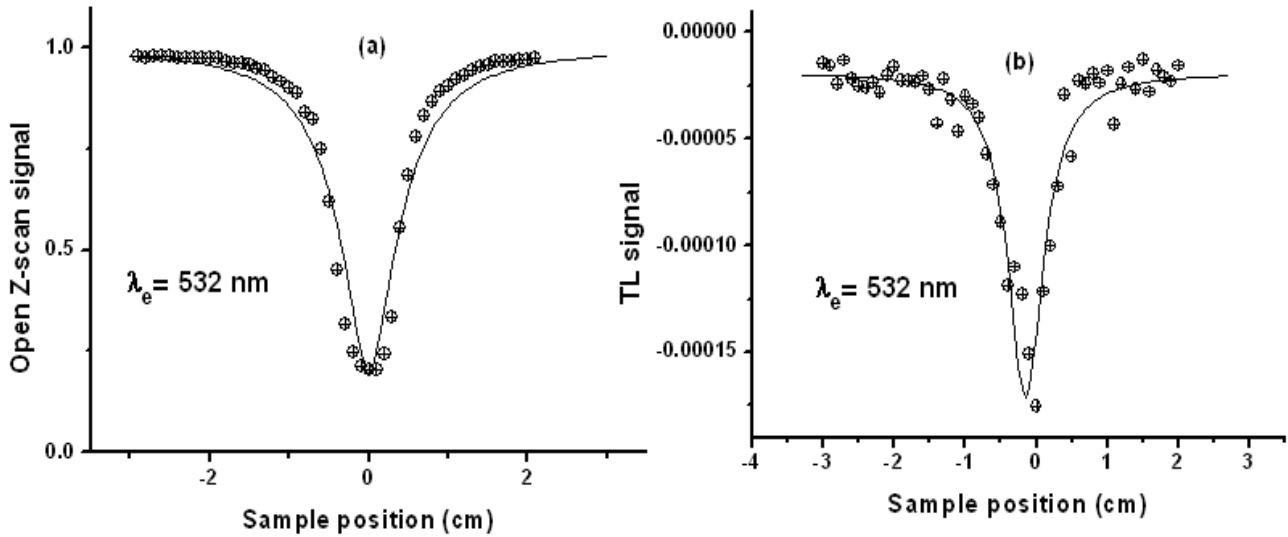 (a)
1.0
0.5
0.0
Open Z-scan signal
λe= 532 nm
-2 0 2
Sample position (cm)
(b)
0.00000
-0.00005
-0.00010
-0.00015
TL signal
λe= 532 nm
-4 -3 -2 -1 0 1 2 3
Sample position (cm)